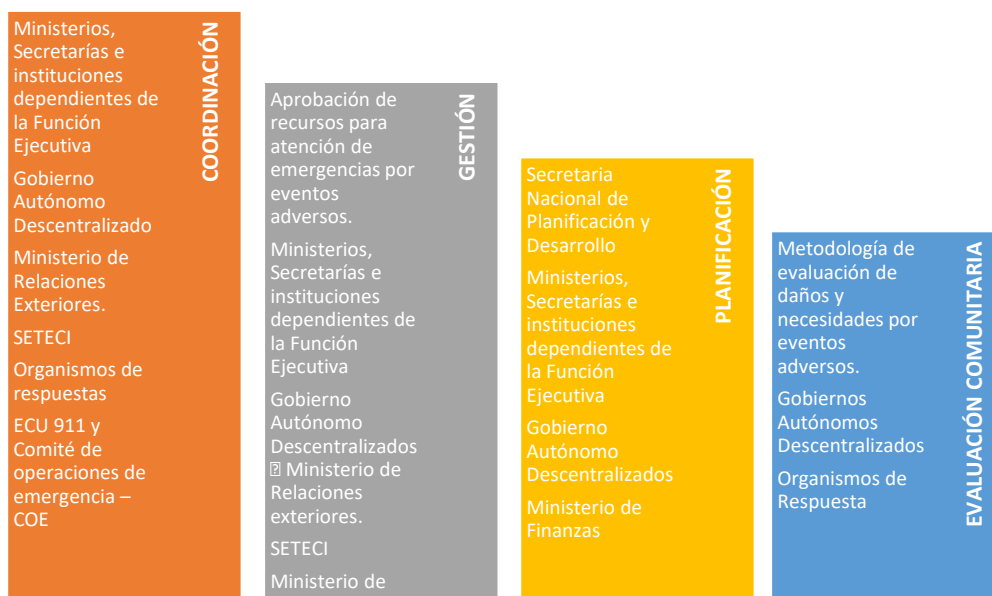 COORDINACIÓN
Ministerios,
Secretarías e
instituciones
dependientes de
la Función
Ejecutiva
Gobierno
Autónomo
Descentralizado
Ministerio de
Relaciones
Exteriores.
SETECI
Organismos de
respuestas
ECU 911 y
Comité de
operaciones de
emergencia –
COE
GESTIÓN
Aprobación de
recursos para
atención de
emergencias por
eventos
adversos.
Ministerios,
Secretarías e
instituciones
dependientes de
la Función
Ejecutiva
Gobierno
Autónomo
Descentralizados
⍰ Ministerio de
Relaciones
exteriores.
SETECI
Ministerio de
PLANIFICACIÓN
Secretaria
Nacional de
Planificación y
Desarrollo
Ministerios,
Secretarías e
instituciones
dependientes de
la Función
Ejecutiva
Gobierno
Autónomo
Descentralizados
Ministerio de
Finanzas
EVALUACIÓN COMUNITARIA
Metodología de
evaluación de
daños y
necesidades por
eventos
adversos.
Gobiernos
Autónomos
Descentralizados
Organismos de
Respuesta